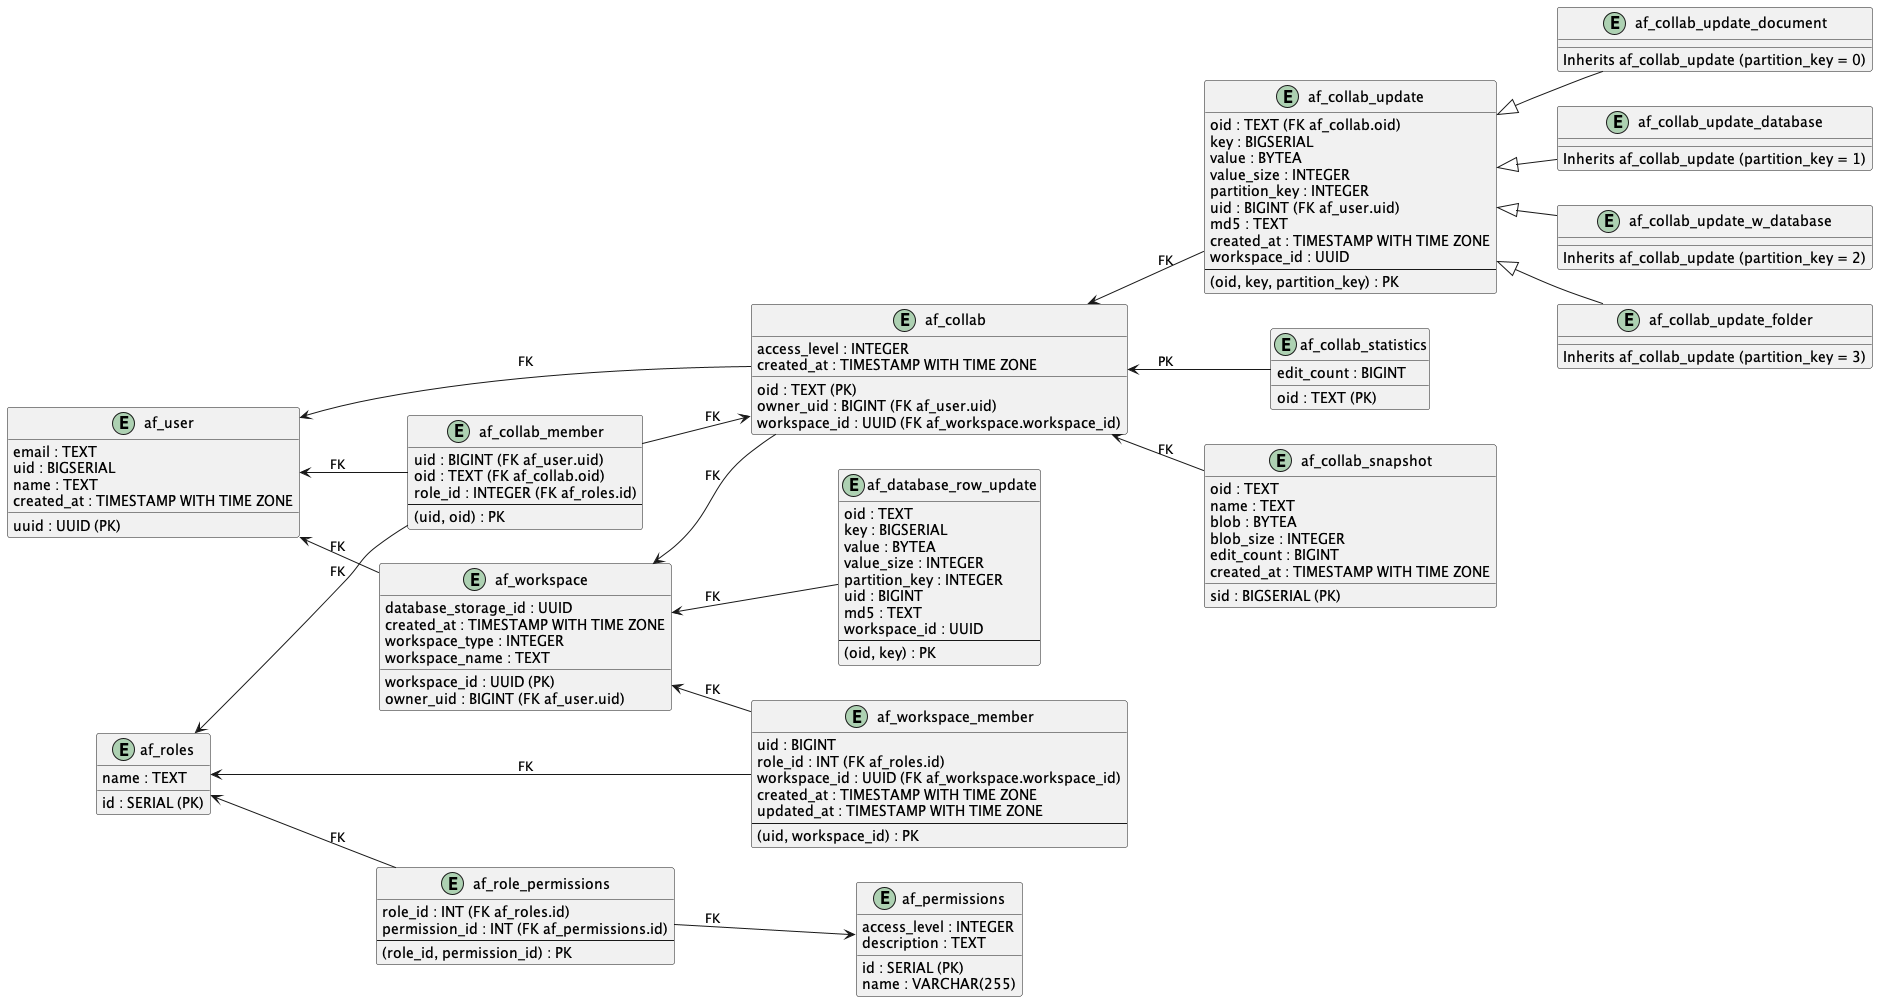 E af_collab_update_document
Inherits af_collab_update (partition_key = 0)
E af_collab_update_database
Inherits af_collab_update (partition_key = 1)
E af_collab_update_w_database
Inherits af_collab_update (partition_key = 2)
E af_collab_update_folder
Inherits af_collab_update (partition_key = 3)
E af_collab_update
oid : TEXT (FK af_collab.oid)
key : BIGSERIAL
value : BYTEA
value_size : INTEGER
partition_key : INTEGER
uid : BIGINT (FK af_user.uid)
md5 : TEXT
created_at : TIMESTAMP WITH TIME ZONE
workspace_id : UUID
(oid, key, partition_key) : PK
FK
E af_collab
access_level : INTEGER
created_at : TIMESTAMP WITH TIME ZONE
oid : TEXT (PK)
owner_uid : BIGINT (FK af_user.uid)
workspace_id : UUID (FK af_workspace.workspace_id)
PK
E af_collab_statistics
edit_count : BIGINT
oid : TEXT (PK)
FK
E af_collab_snapshot
oid : TEXT
name : TEXT
blob : BYTEA
blob_size : INTEGER
edit_count : BIGINT
created_at : TIMESTAMP WITH TIME ZONE
sid : BIGSERIAL (PK)
FK
E af_user
email : TEXT
uid : BIGSERIAL
name : TEXT
created_at : TIMESTAMP WITH TIME ZONE
uuid : UUID (PK)
FK
FK
FK
E af_collab_member
uid : BIGINT (FK af_user.uid)
oid : TEXT (FK af_collab.oid)
role_id : INTEGER (FK af_roles.id)
(uid, oid) : PK
FK
FK
E af_database_row_update
oid : TEXT
key : BIGSERIAL
value : BYTEA
value_size : INTEGER
partition_key : INTEGER
uid : BIGINT
md5 : TEXT
workspace_id : UUID
(oid, key) : PK
E af_workspace
database_storage_id : UUID
created_at : TIMESTAMP WITH TIME ZONE
workspace_type : INTEGER
workspace_name : TEXT
workspace_id : UUID (PK)
owner_uid : BIGINT (FK af_user.uid)
FK
FK
E af_workspace_member
uid : BIGINT
role_id : INT (FK af_roles.id)
workspace_id : UUID (FK af_workspace.workspace_id)
created_at : TIMESTAMP WITH TIME ZONE
updated_at : TIMESTAMP WITH TIME ZONE
(uid, workspace_id) : PK
E af_roles
name : TEXT
id : SERIAL (PK)
FK
FK
E af_role_permissions
role_id : INT (FK af_roles.id)
permission_id : INT (FK af_permissions.id)
(role_id, permission_id) : PK
FK
E af_permissions
access_level : INTEGER
description : TEXT
id : SERIAL (PK)
name : VARCHAR(255)